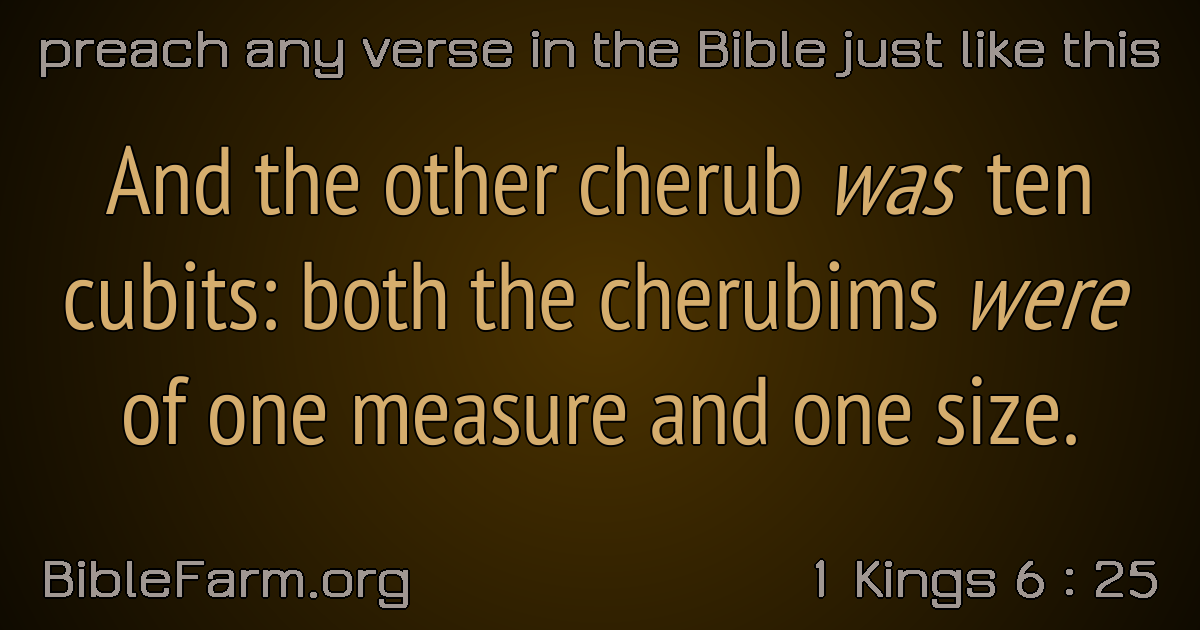 preach any verse in the Bible just like this
And the other cherub was ten
cubits: both the cherubims were
of one measure and one size.
BibleFarm.org
1 Kings 6 : 25